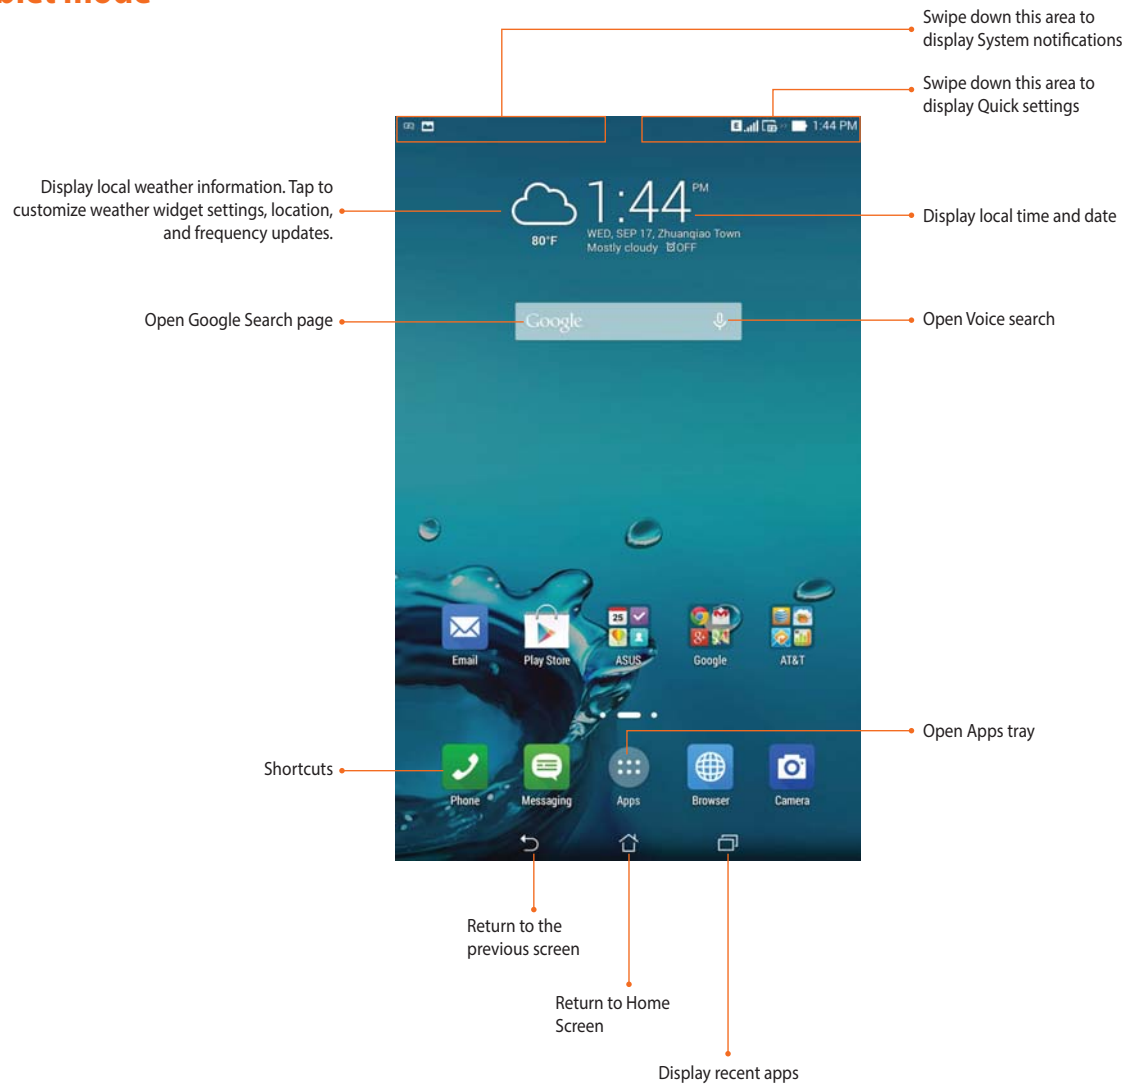 blet mode
Swipe down this area to
display System notifications
Swipe down this area to
display Quick settings
1:44 PM
Display local weather information. Tap to
customize weather widget settings, location,
and frequency updates.
1:44 PM
80°F
WED, SEP 17, Zhuanqiao Town
Mostly cloudy OFF
Display local time and date
Open Google Search page
Google
Open Voice search
25
Email
Play Store
ASUS
Google
AT&T
Open Apps tray
Shortcuts
Phone
Messaging
Apps
Browser
Camera
Return to the
previous screen
Return to Home
Screen
Display recent apps